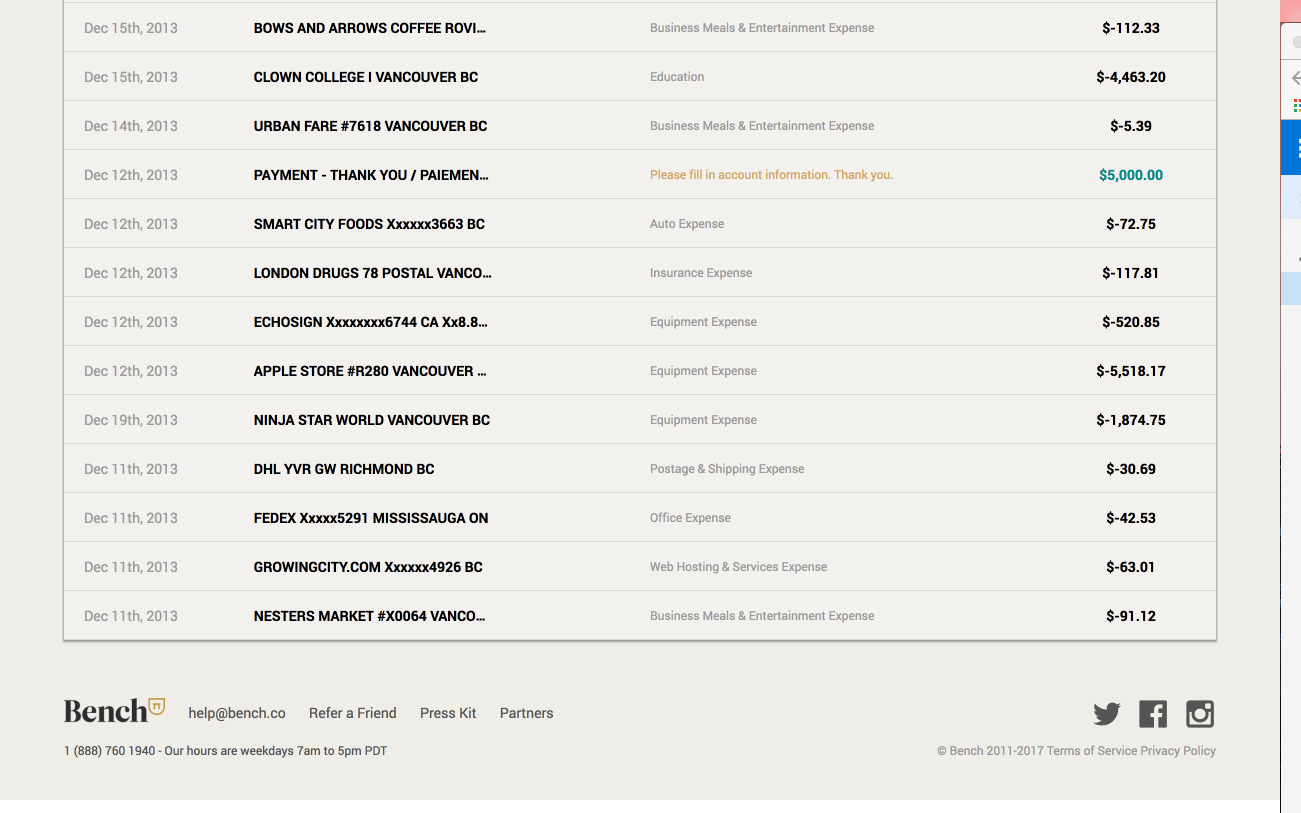 Dec 15th, 2013 BOWS AND ARROWS COFFEE ROVI... Business Meals & Entertainment Expense $-112.33
Dec 15th, 2013 CLOWN COLLEGE I VANCOUVER BC Education $-4,463.20
Dec 14th, 2013 URBAN FARE #7618 VANCOUVER BC Business Meals & Entertainment Expense $-5.39
Dec 12th, 2013 PAYMENT - THANK YOU / PAIEMEN... Please fill in account information. Thank you. $5,000.00
Dec 12th, 2013 SMART CITY FOODS Xxxxxx3663 BC Auto Expense $-72.75
Dec 12th, 2013 LONDON DRUGS 78 POSTAL VANCO... Insurance Expense $-117.81
Dec 12th, 2013 ECHOSIGN Xxxxxxxx6744 CA Xx8.8... Equipment Expense $-520.85
Dec 12th, 2013 APPLE STORE #R280 VANCOUVER ... Equipment Expense $-5,518.17
Dec 19th, 2013 NINJA STAR WORLD VANCOUVER BC Equipment Expense $-1,874.75
Dec 11th, 2013 DHL YVR GW RICHMOND BC Postage & Shipping Expense $-30.69
Dec 11th, 2013 FEDEX Xxxxx5291 MISSISSAUGA ON Office Expense $-42.53
Dec 11th, 2013 GROWINGCITY.COM Xxxxxx4926 BC Web Hosting & Services Expense $-63.01
Dec 11th, 2013 NESTERS MARKET #X0064 VANCO... Business Meals & Entertainment Expense $-91.12
Bench help@bench.co Refer a Friend Press Kit Partners
1 (888) 760 1940 - Our hours are weekdays 7am to 5pm PDT © Bench 2011-2017 Terms of Service Privacy Policy